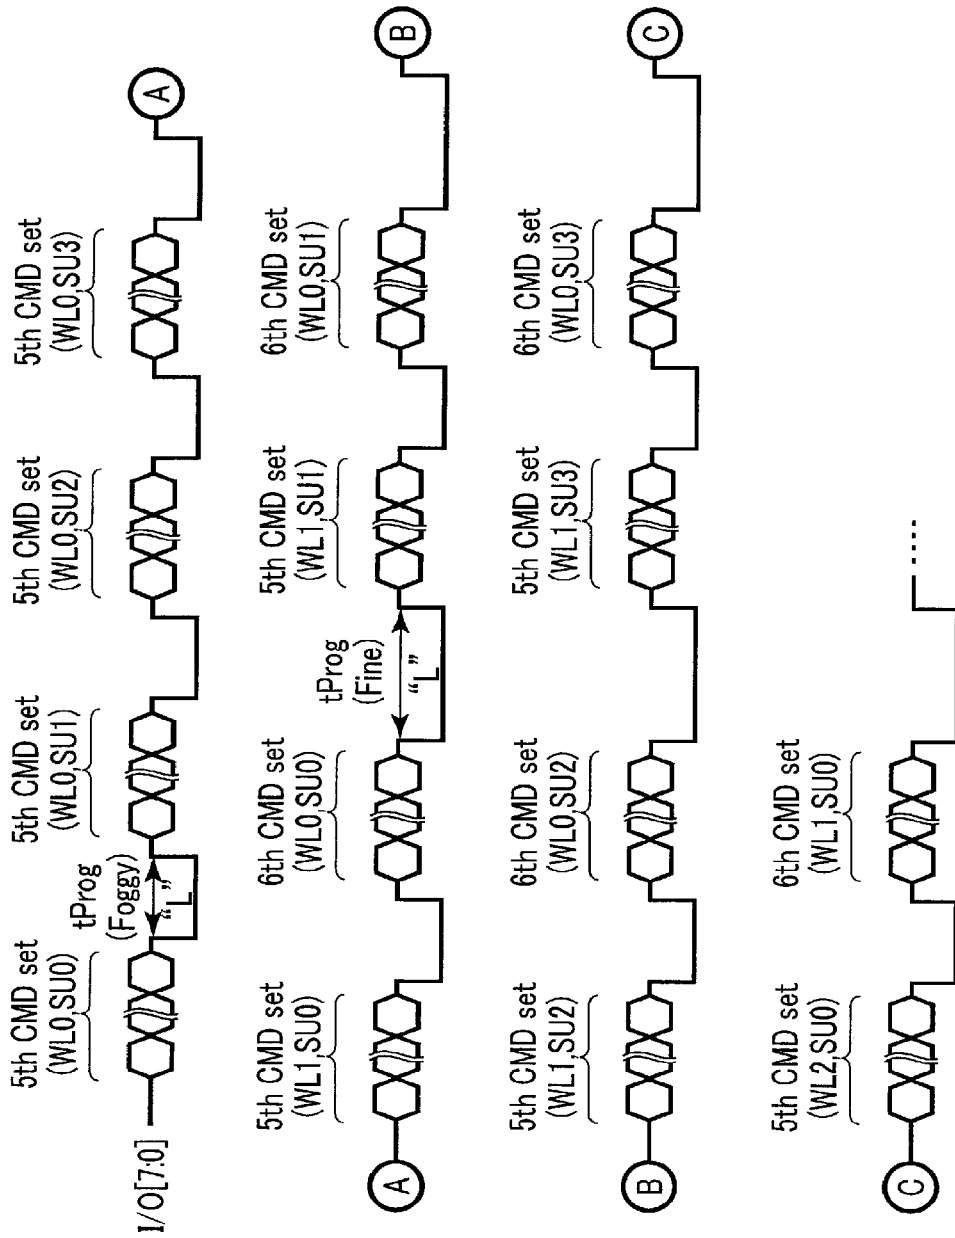 I/O[7:0]
5th CMD set
(WL0,SU0)
tProg
(Foggy)
“L”
5th CMD set
(WL0,SU1)
5th CMD set
(WL0,SU2)
5th CMD set
(WL0,SU3)
A
A
5th CMD set
(WL1,SU0)
6th CMD set
(WL0,SU0)
tProg
(Fine)
“L”
5th CMD set
(WL1,SU1)
6th CMD set
(WL0,SU1)
B
B
5th CMD set
(WL1,SU2)
6th CMD set
(WL0,SU2)
5th CMD set
(WL1,SU3)
6th CMD set
(WL0,SU3)
C
C
5th CMD set
(WL2,SU0)
6th CMD set
(WL1,SU0)